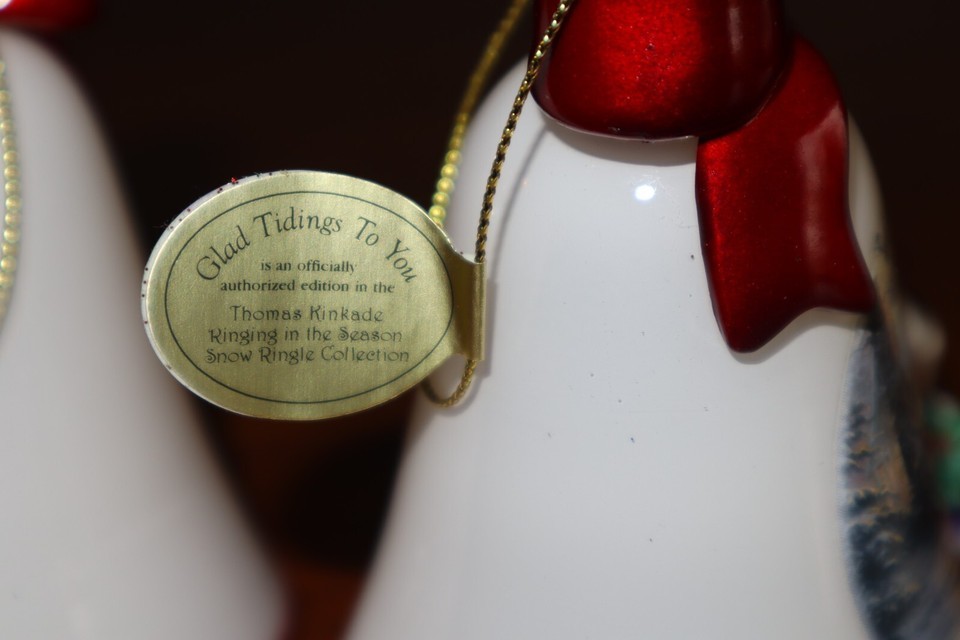 Glad Tidings To You
is an officially
authorized edition in the
Thomas Kinkade
Ringing in the Season
Snow Ringle Collection